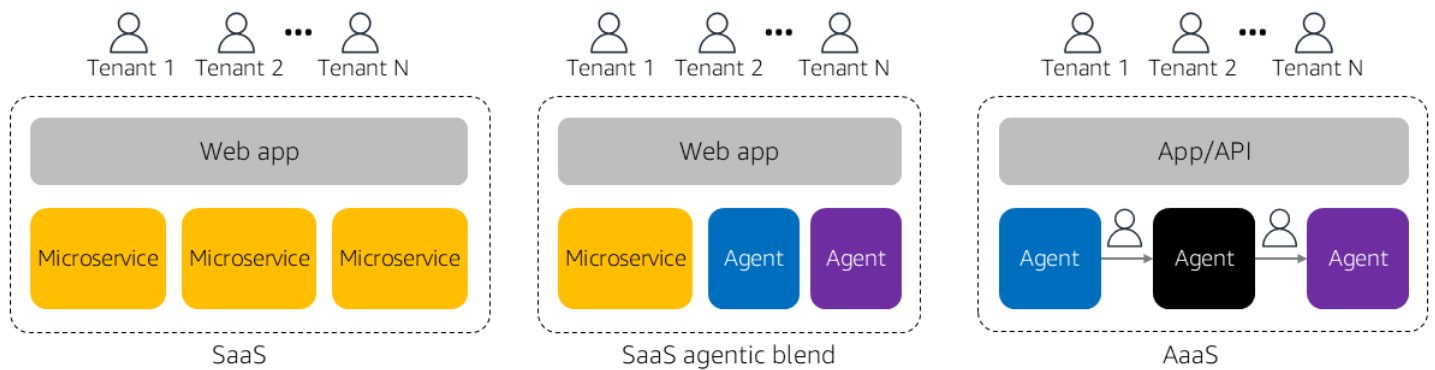 Tenant 1 Tenant 2 ... Tenant N
Web app
Microservice Microservice Microservice
SaaS
Tenant 1 Tenant 2 ... Tenant N
Web app
Microservice Agent Agent
SaaS agentic blend
Tenant 1 Tenant 2 ... Tenant N
App/API
Agent Agent Agent
AaaS